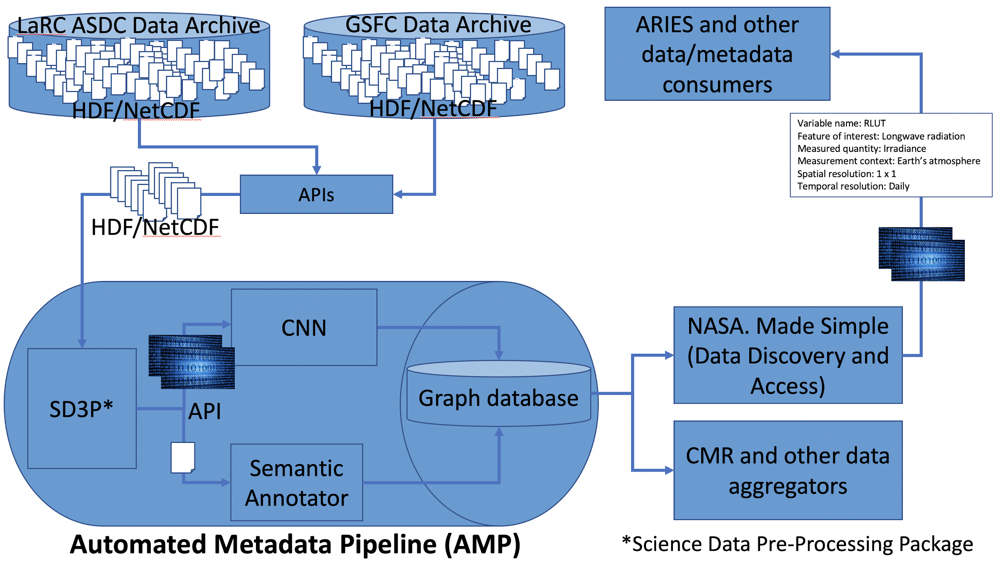 LaRC ASDC Data Archive
HDF/NetCDF
GSFC Data Archive
HDF/NetCDF
ARIES and other
data/metadata
consumers
Variable name: RLUT
Feature of interest: Longwave radiation
Measured quantity: Irradiance
Measurement context: Earth’s atmosphere
Spatial resolution: 1 x 1
Temporal resolution: Daily
APIs
HDF/NetCDF
CNN
SD3P*
API
Semantic
Annotator
Graph database
NASA. Made Simple
(Data Discovery and
Access)
CMR and other data
aggregators
Automated Metadata Pipeline (AMP)
*Science Data Pre-Processing Package